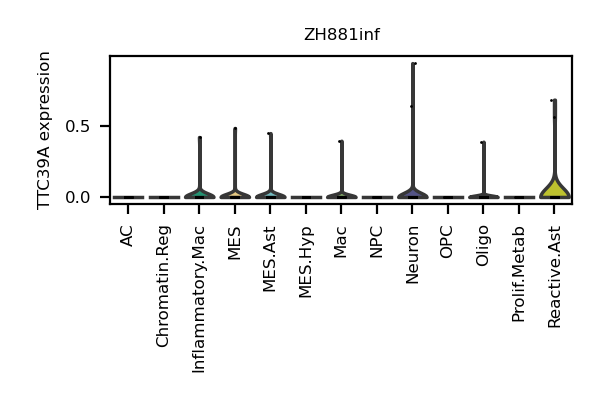 ZH881inf
TTC39A expression
0.5
0.0
AC
Chromatin.Reg
Inflammatory.Mac
MES
MES.Ast
MES.Hyp
Mac
NPC
Neuron
OPC
Oligo
Prolif.Metab
Reactive.Ast